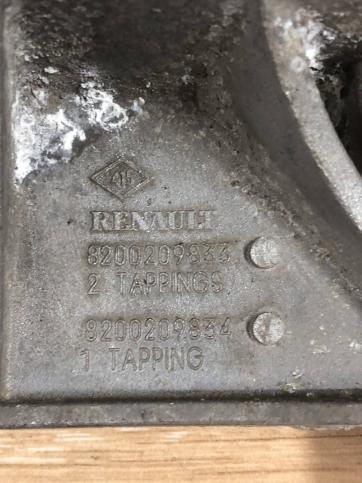 RENAULT
8200209833
2 TAPPINGS
8200209834
1 TAPPING